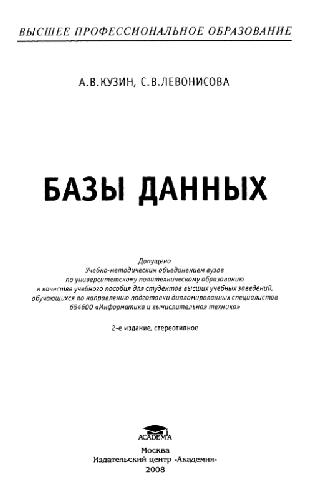 ВЫСШЕЕ ПРОФЕССИОНАЛЬНОЕ ОБРАЗОВАНИЕ
А.В.КУЗИН, С.В.ЛЕВОНИСОВА
БАЗЫ ДАННЫХ
Допущено
Учебно-методическим объединением вузов
по университетскому политехническому образованию
в качестве учебного пособия для студентов высших учебных заведений,
обучающихся по направлению подготовки дипломированных специалистов
654600 «Информатика и вычислительная техника»
2-е издание, стереотипное
ACADEMA
Москва
Издательский центр «Академия»
2008